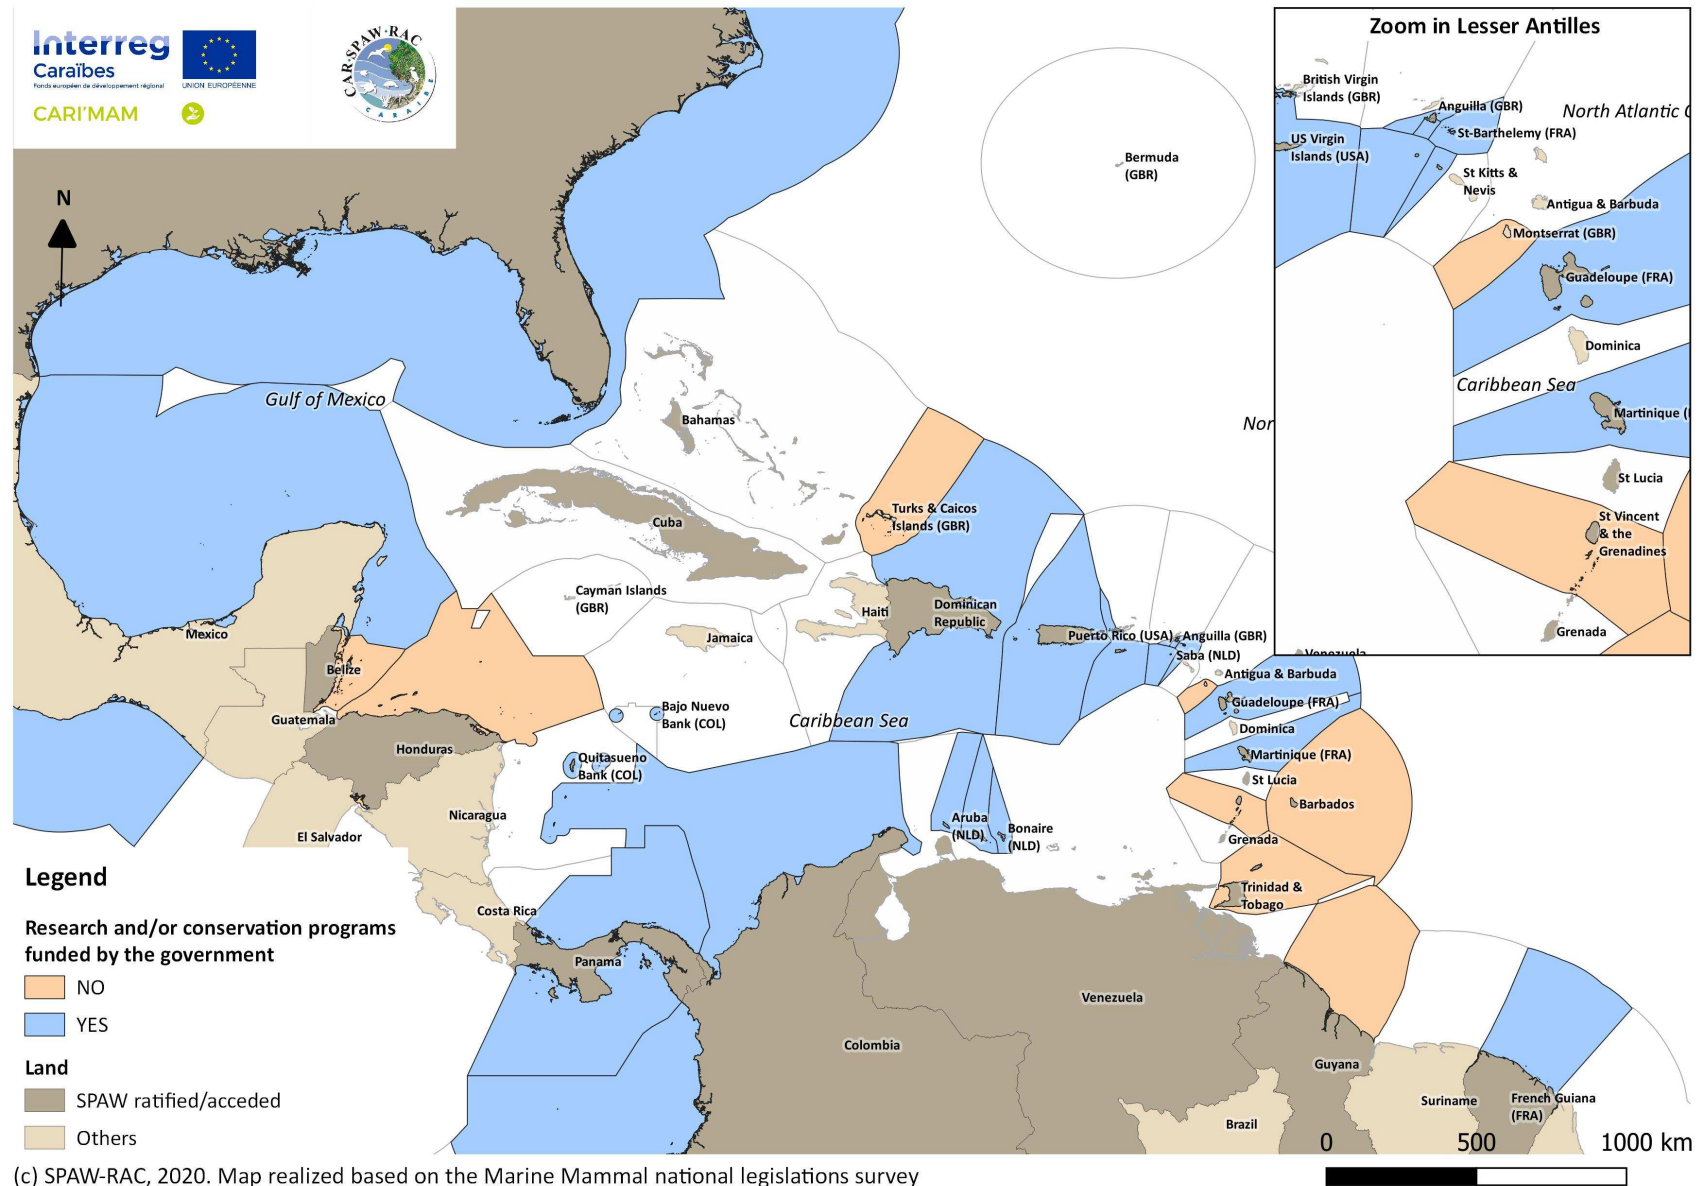 Interreg
Caraïbes
Fonds européen de développement régional
UNION EUROPÉENNE
CARI'MAM
CAR-SPAW-RAC
CARAIBE
N
Zoom in Lesser Antilles
British Virgin
Islands (GBR)
Anguilla (GBR)
North Atlantic
St-Barthelemy (FRA)
US Virgin
Islands (USA)
St Kitts &
Nevis
Antigua & Barbuda
Montserrat (GBR)
Guadeloupe (FRA)
Dominica
Caribbean Sea
Martinique
St Lucia
St Vincent
& the
Grenadines
Grenada
Venezuela
Bermuda
(GBR)
Gulf of Mexico
Bahamas
Nor
Turks & Caicos
Islands (GBR)
Cuba
Cayman Islands
(GBR)
Haiti
Dominican
Republic
Jamaica
Puerto Rico (USA)
Anguilla (GBR)
Saba (NLD)
Antigua & Barbuda
Guadeloupe (FRA)
Dominica
Martinique (FRA)
St Lucia
Barbados
Grenada
Trinidad &
Tobago
Mexico
Belize
Guatemala
Honduras
Bajo Nuevo
Bank (COL)
Caribbean Sea
Quitasueno
Bank (COL)
Nicaragua
El Salvador
Aruba
(NLD)
Bonaire
(NLD)
Costa Rica
Panama
Venezuela
Colombia
Guyana
Suriname
French Guiana
(FRA)
Brazil
Legend
Research and/or conservation programs
funded by the government
NO
YES
Land
SPAW ratified/acceded
Others
0 500 1000 km
(c) SPAW-RAC, 2020. Map realized based on the Marine Mammal national legislations survey